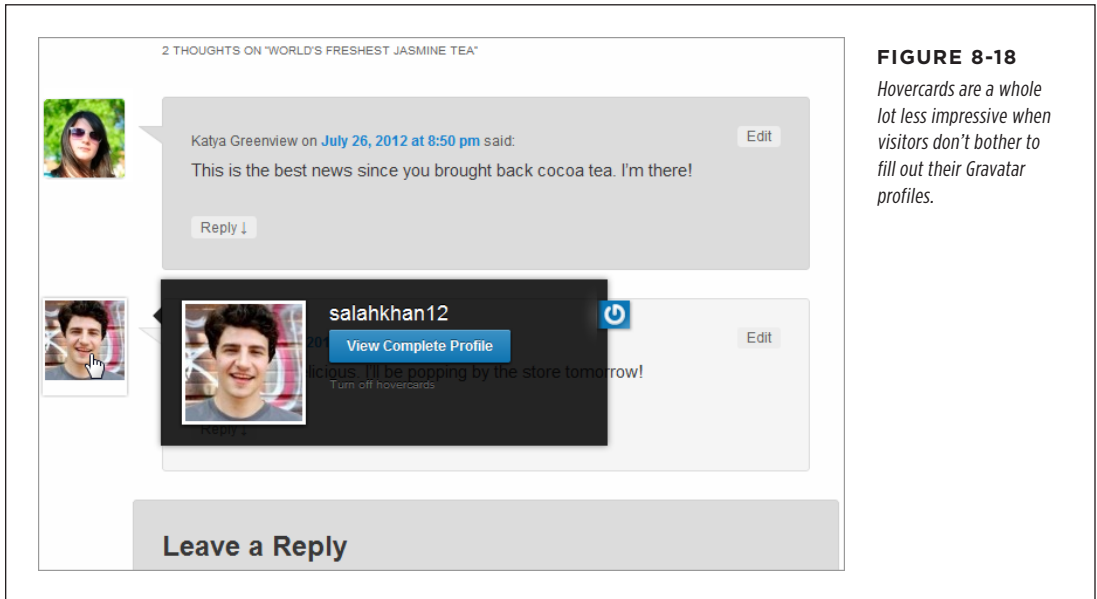 2 THOUGHTS ON "WORLD'S FRESHEST JASMINE TEA"
Katya Greenview on July 26, 2012 at 8:50 pm said:
Edit
This is the best news since you brought back cocoa tea. I'm there!
Reply ↓
salahkhan12
View Complete Profile
Edit
licious. I'll be popping by the store tomorrow!
Turn off hovercards
Reply ↓
Leave a Reply
FIGURE 8-18
Hovercards are a whole
lot less impressive when
visitors don't bother to
fill out their Gravatar
profiles.